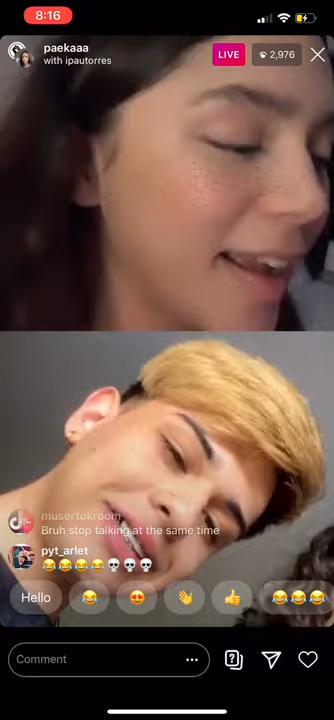 8:16
paekaaa
with ipautorres
LIVE
2,976
musertokroom
Bruh stop talking at the same time
pyt_arlet
😂😂😂😂💀💀💀
Hello
😂
😍
👋
👍
😂😂😂
Comment